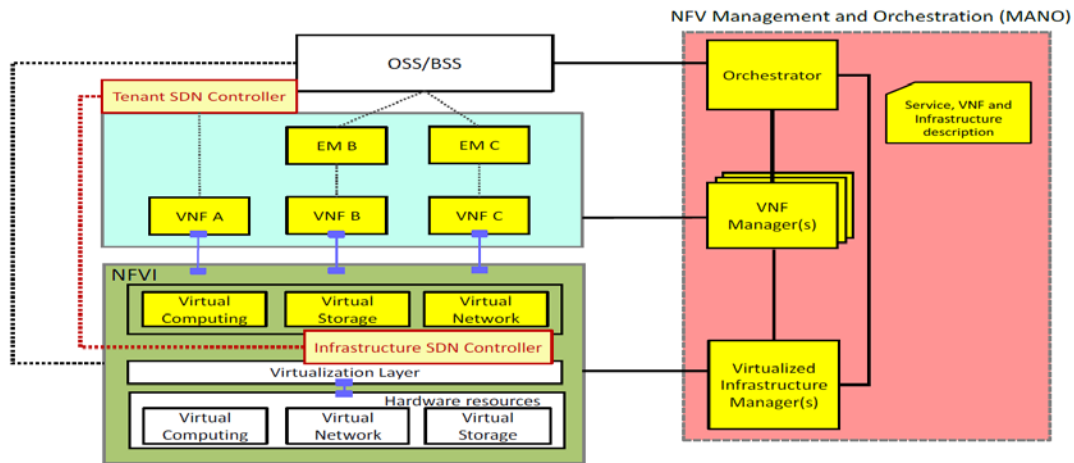 NFV Management and Orchestration (MANO)
OSS/BSS
Orchestrator
Tenant SDN Controller
Service, VNF and
Infrastructure
description
EM B
EM C
VNF A
VNF B
VNF C
VNF
Manager(s)
NFVI
Virtual
Computing
Virtual
Storage
Virtual
Network
Infrastructure SDN Controller
Virtualization Layer
Virtualized
Infrastructure
Manager(s)
Hardware resources
Virtual
Computing
Virtual
Network
Virtual
Storage